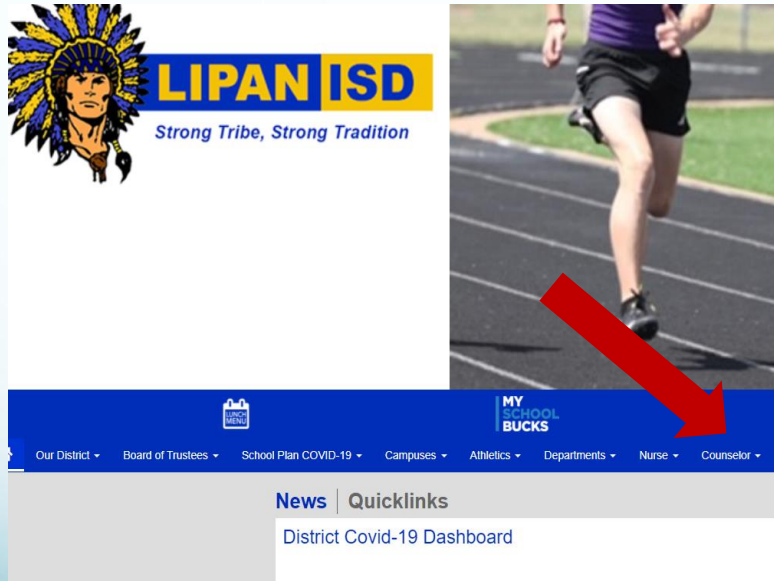 LIPAN ISD
Strong Tribe, Strong Tradition
LUNCH
MENU
MY
SCHOOL
BUCKS
Our District
Board of Trustees
School Plan COVID-19
Campuses
Athletics
Departments
Nurse
Counselor
News | Quicklinks
District Covid-19 Dashboard